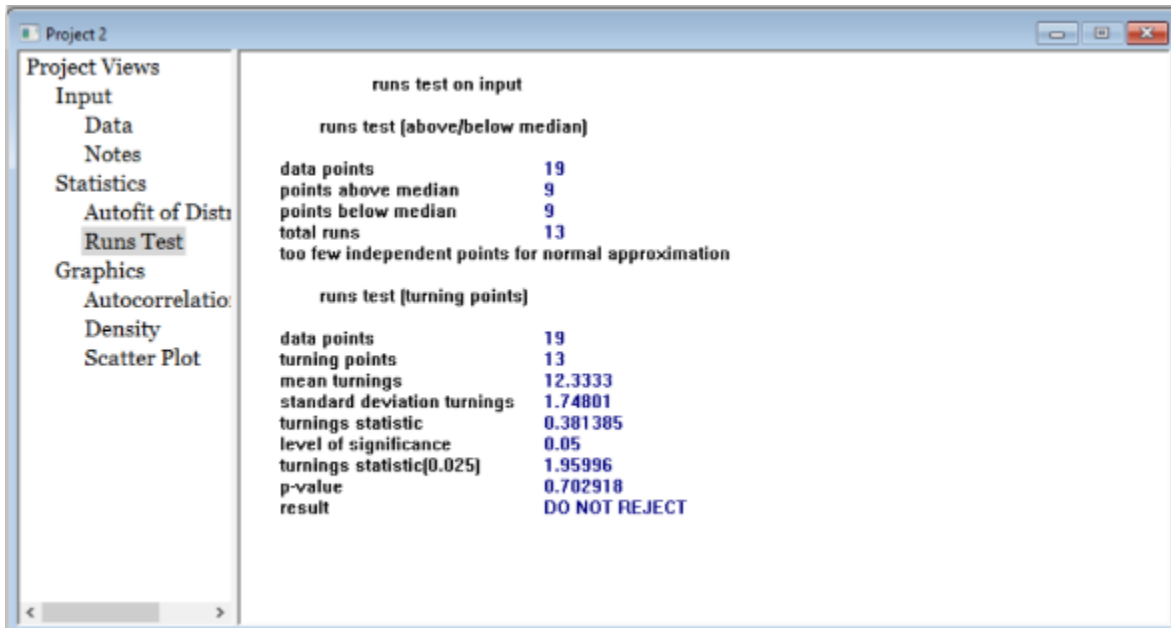 Project 2
Project Views
Input
Data
Notes
Statistics
Autofit of Distr
Runs Test
Graphics
Autocorrelatio
Density
Scatter Plot
runs test on input
runs test (above/below median)
data points 19
points above median 9
points below median 9
total runs 13
too few independent points for normal approximation
runs test (turning points)
data points 19
turning points 13
mean turnings 12.3333
standard deviation turnings 1.74801
turnings statistic 0.381385
level of significance 0.05
turnings statistic(0.025) 1.95996
p-value 0.702918
result DO NOT REJECT